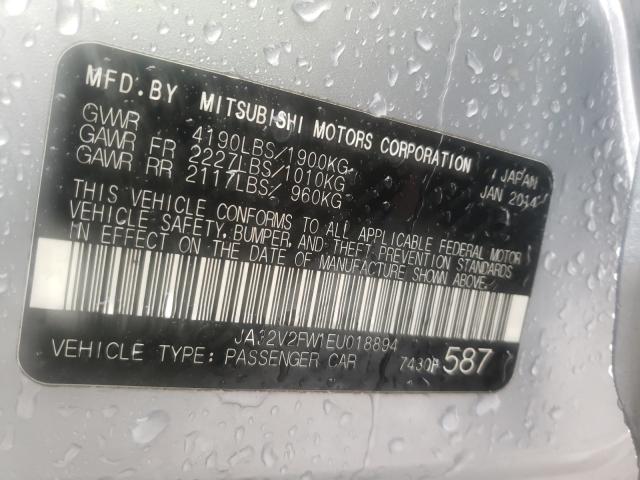 MFD.BY MITSUBISHI MOTORS CORPORATION / JAPAN
GVWR 4190LBS/1900KG JAN 2014
GAWR FR 2227LBS/1010KG
GAWR RR 2117LBS/ 960KG
THIS VEHICLE CONFORMS TO ALL APPLICABLE FEDERAL MOTOR
VEHICLE SAFETY, BUMPER, AND THEFT PREVENTION STANDARDS
IN EFFECT ON THE DATE OF MANUFACTURE SHOWN ABOVE.
JA32V2FW1EU018894
VEHICLE TYPE: PASSENGER CAR 7430P 587